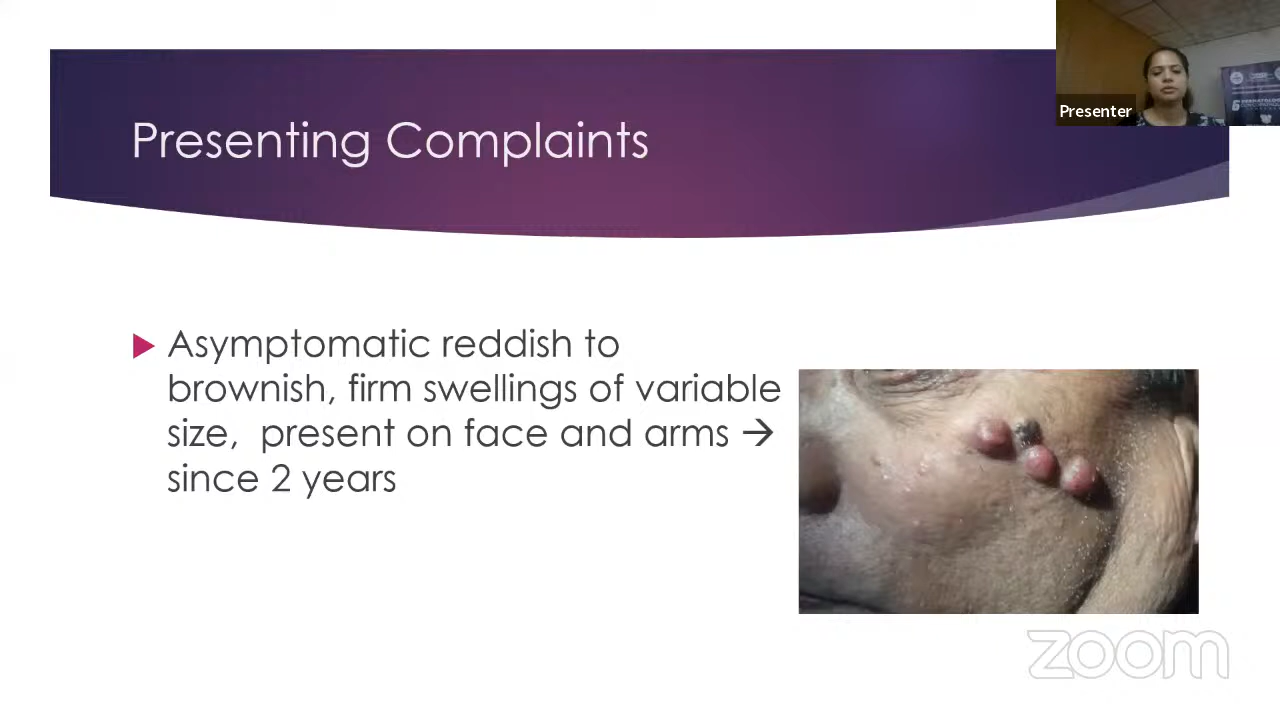 Presenting Complaints
Presenter
Asymptomatic reddish to
brownish, firm swellings of variable
size, present on face and arms →
since 2 years
zoom